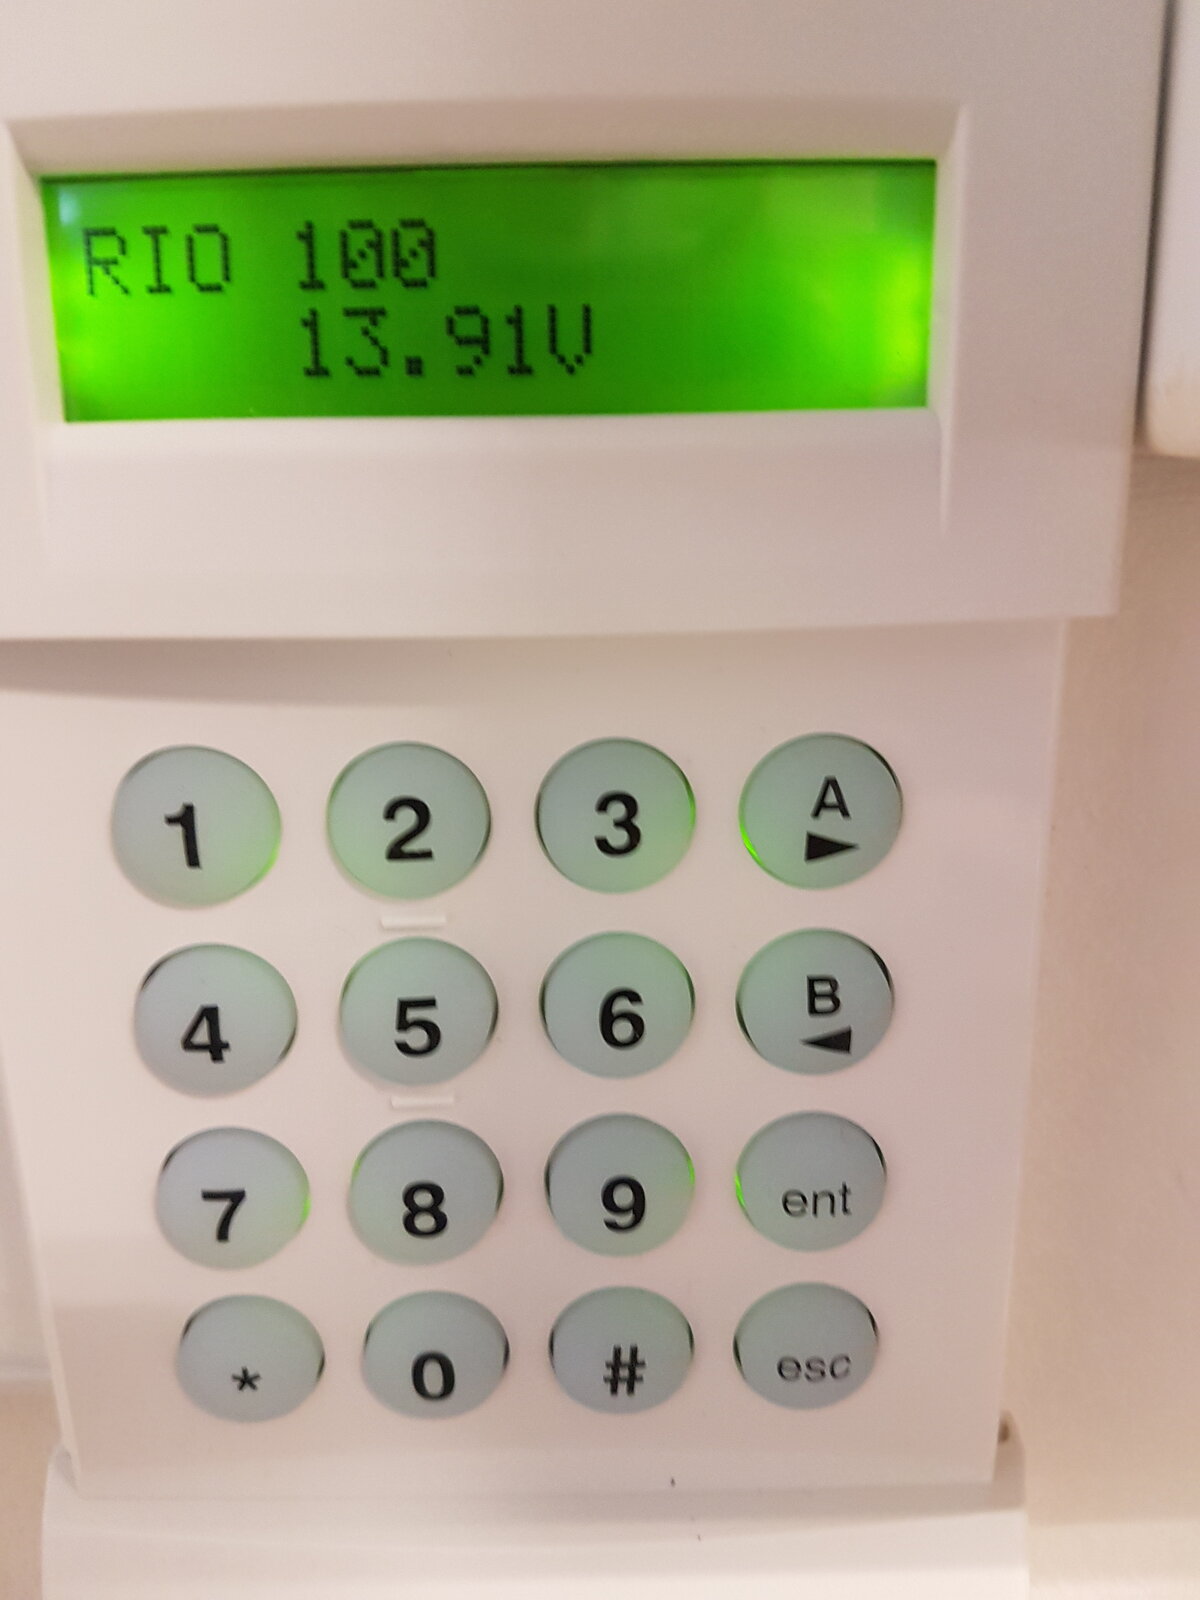 RIO 100
13.91V
1 2 3 A ►
4 5 6 B ◄
7 8 9 ent
* 0 # esc